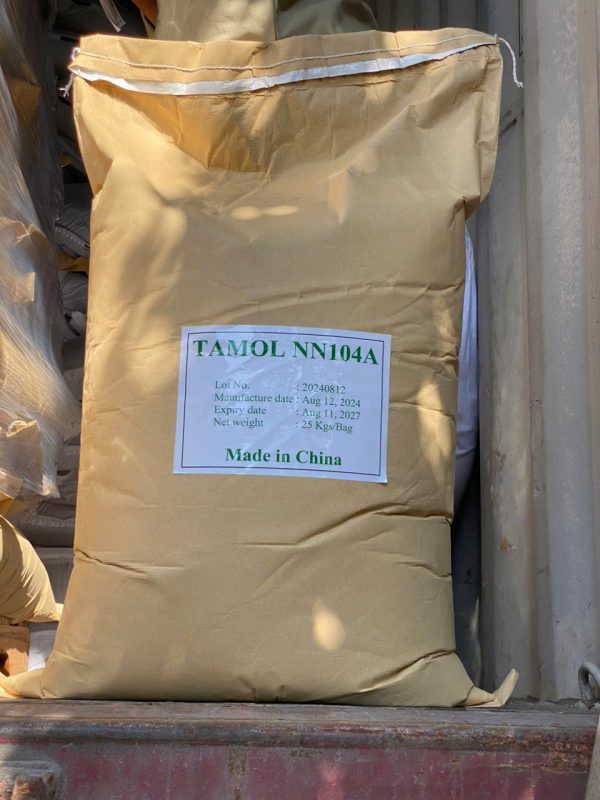 TAMOL NN104A
Lot No. : 20240812
Manufacture date : Aug 12, 2024
Expiry date : Aug 11, 2027
Net weight : 25 Kgs/Bag
Made in China